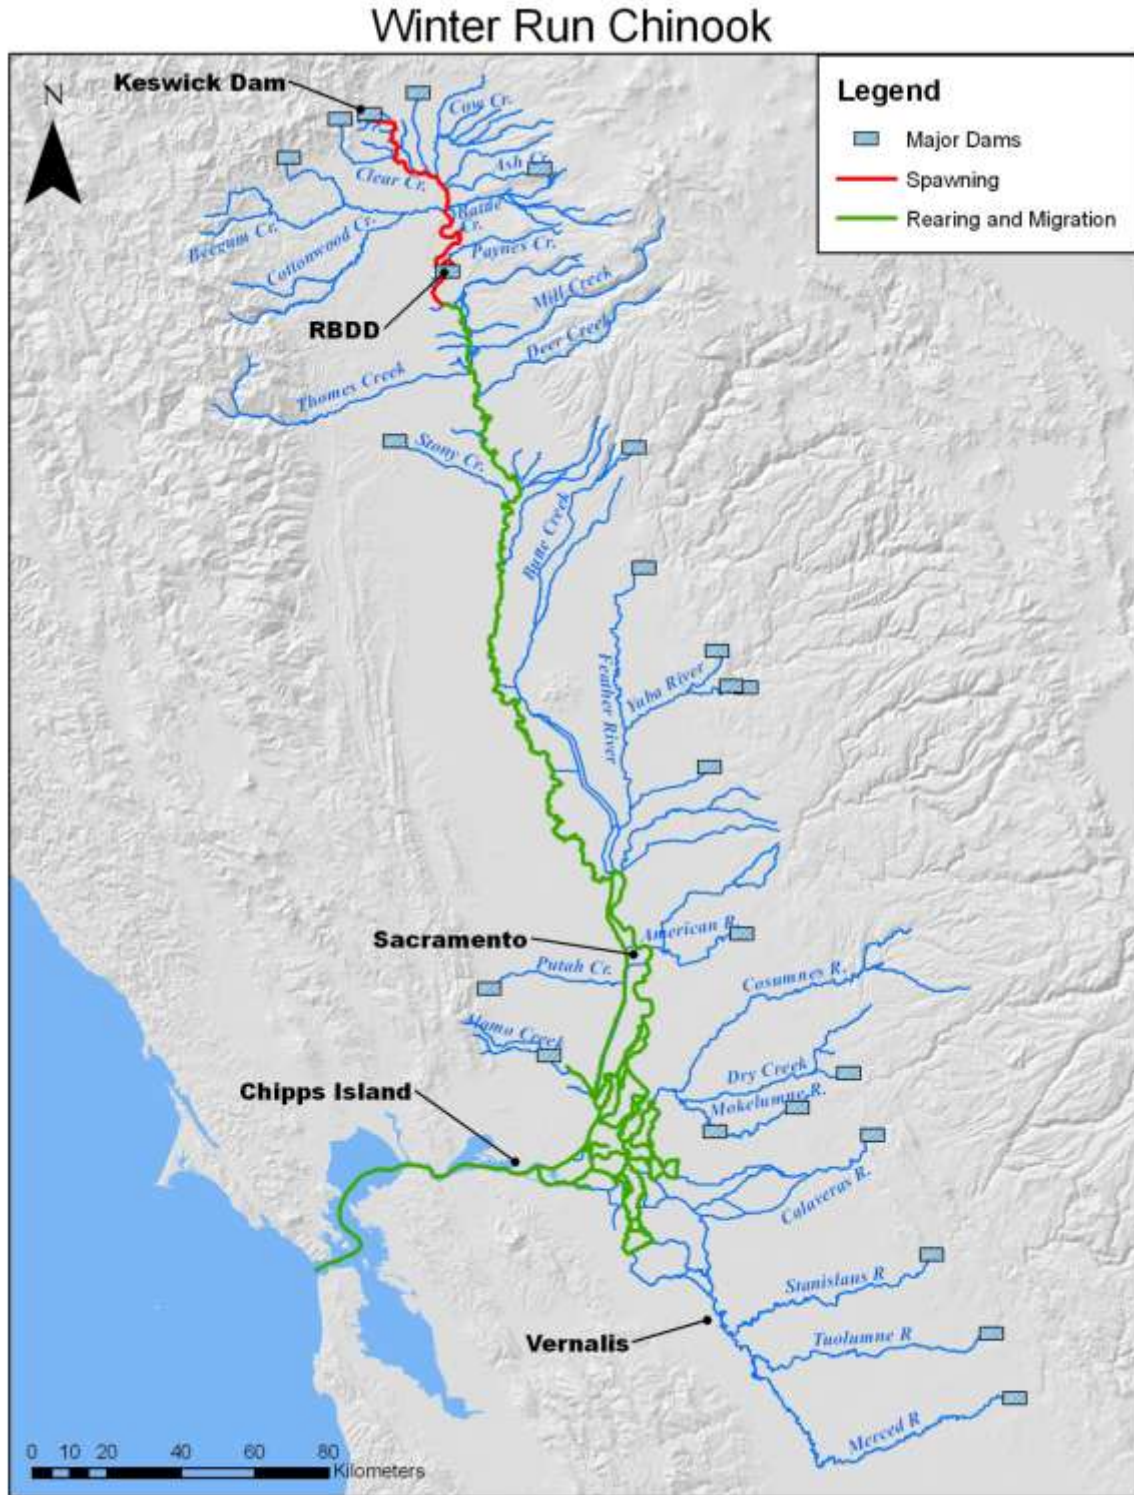 Winter Run Chinook
Keswick Dam
N
Legend
Major Dams
Spawning
Rearing and Migration
Cow Cr.
Ash Cr.
Clear Cr.
Battle
Cr.
Beegum Cr.
Cottonwood Cr.
Paynes Cr.
Mill Creek
RBDD
Deer Creek
Thomes Creek
Stony Cr.
Butte Creek
Feather River
Yuba River
Sacramento
American R.
Putah Cr.
Cosumnes R.
Alamo Creek
Dry Creek
Chipps Island
Mokelumne R.
Calaveras R.
Stanislaus R
Vernalis
Tuolumne R
Merced R
0 10 20 40 60 80
Kilometers